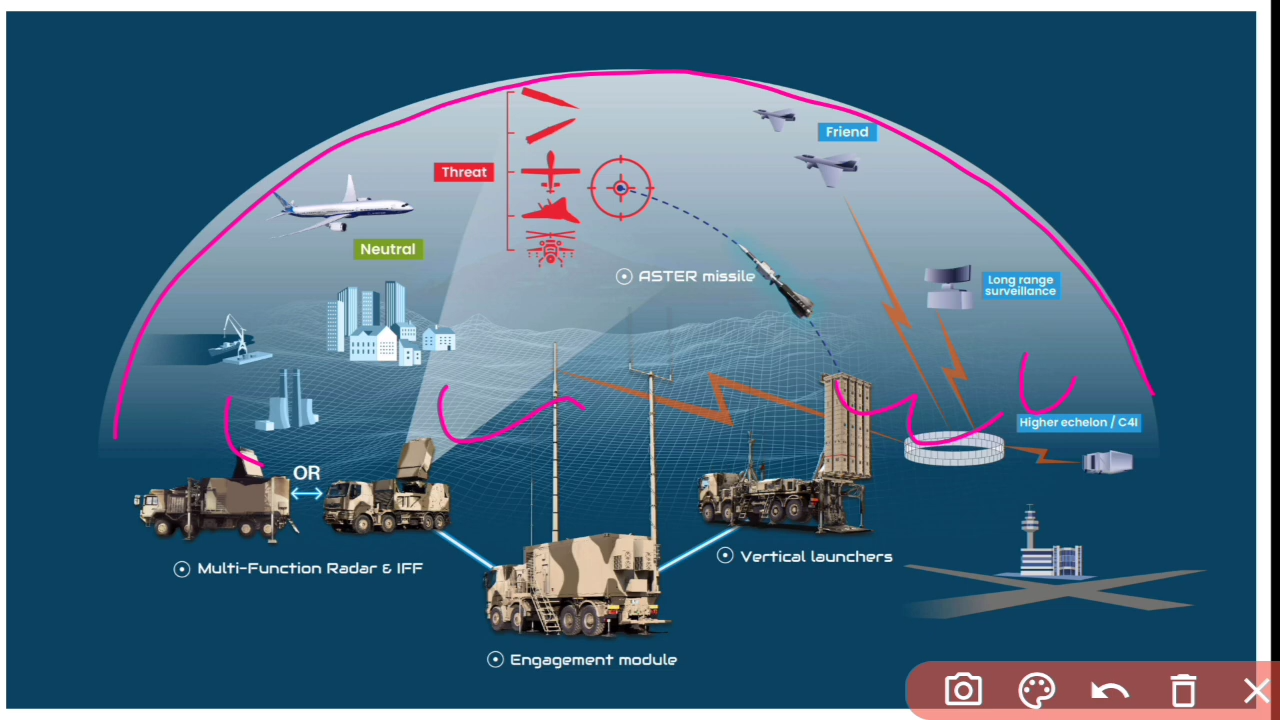 Friend
Threat
Neutral
ASTER missile
Long range
surveillance
Higher echelon / C4I
OR
Multi-Function Radar & IFF
Vertical launchers
Engagement module